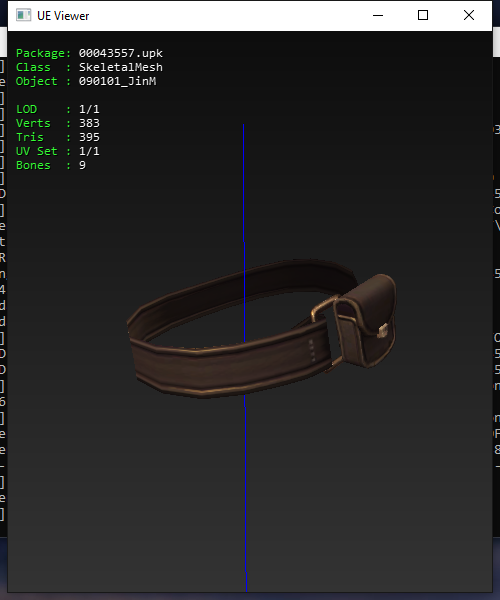 UE Viewer
Package: 00043557.upk
Class : SkeletalMesh
Object : 090101_JinM
LOD : 1/1
Verts : 383
Tris : 395
UV Set : 1/1
Bones : 9